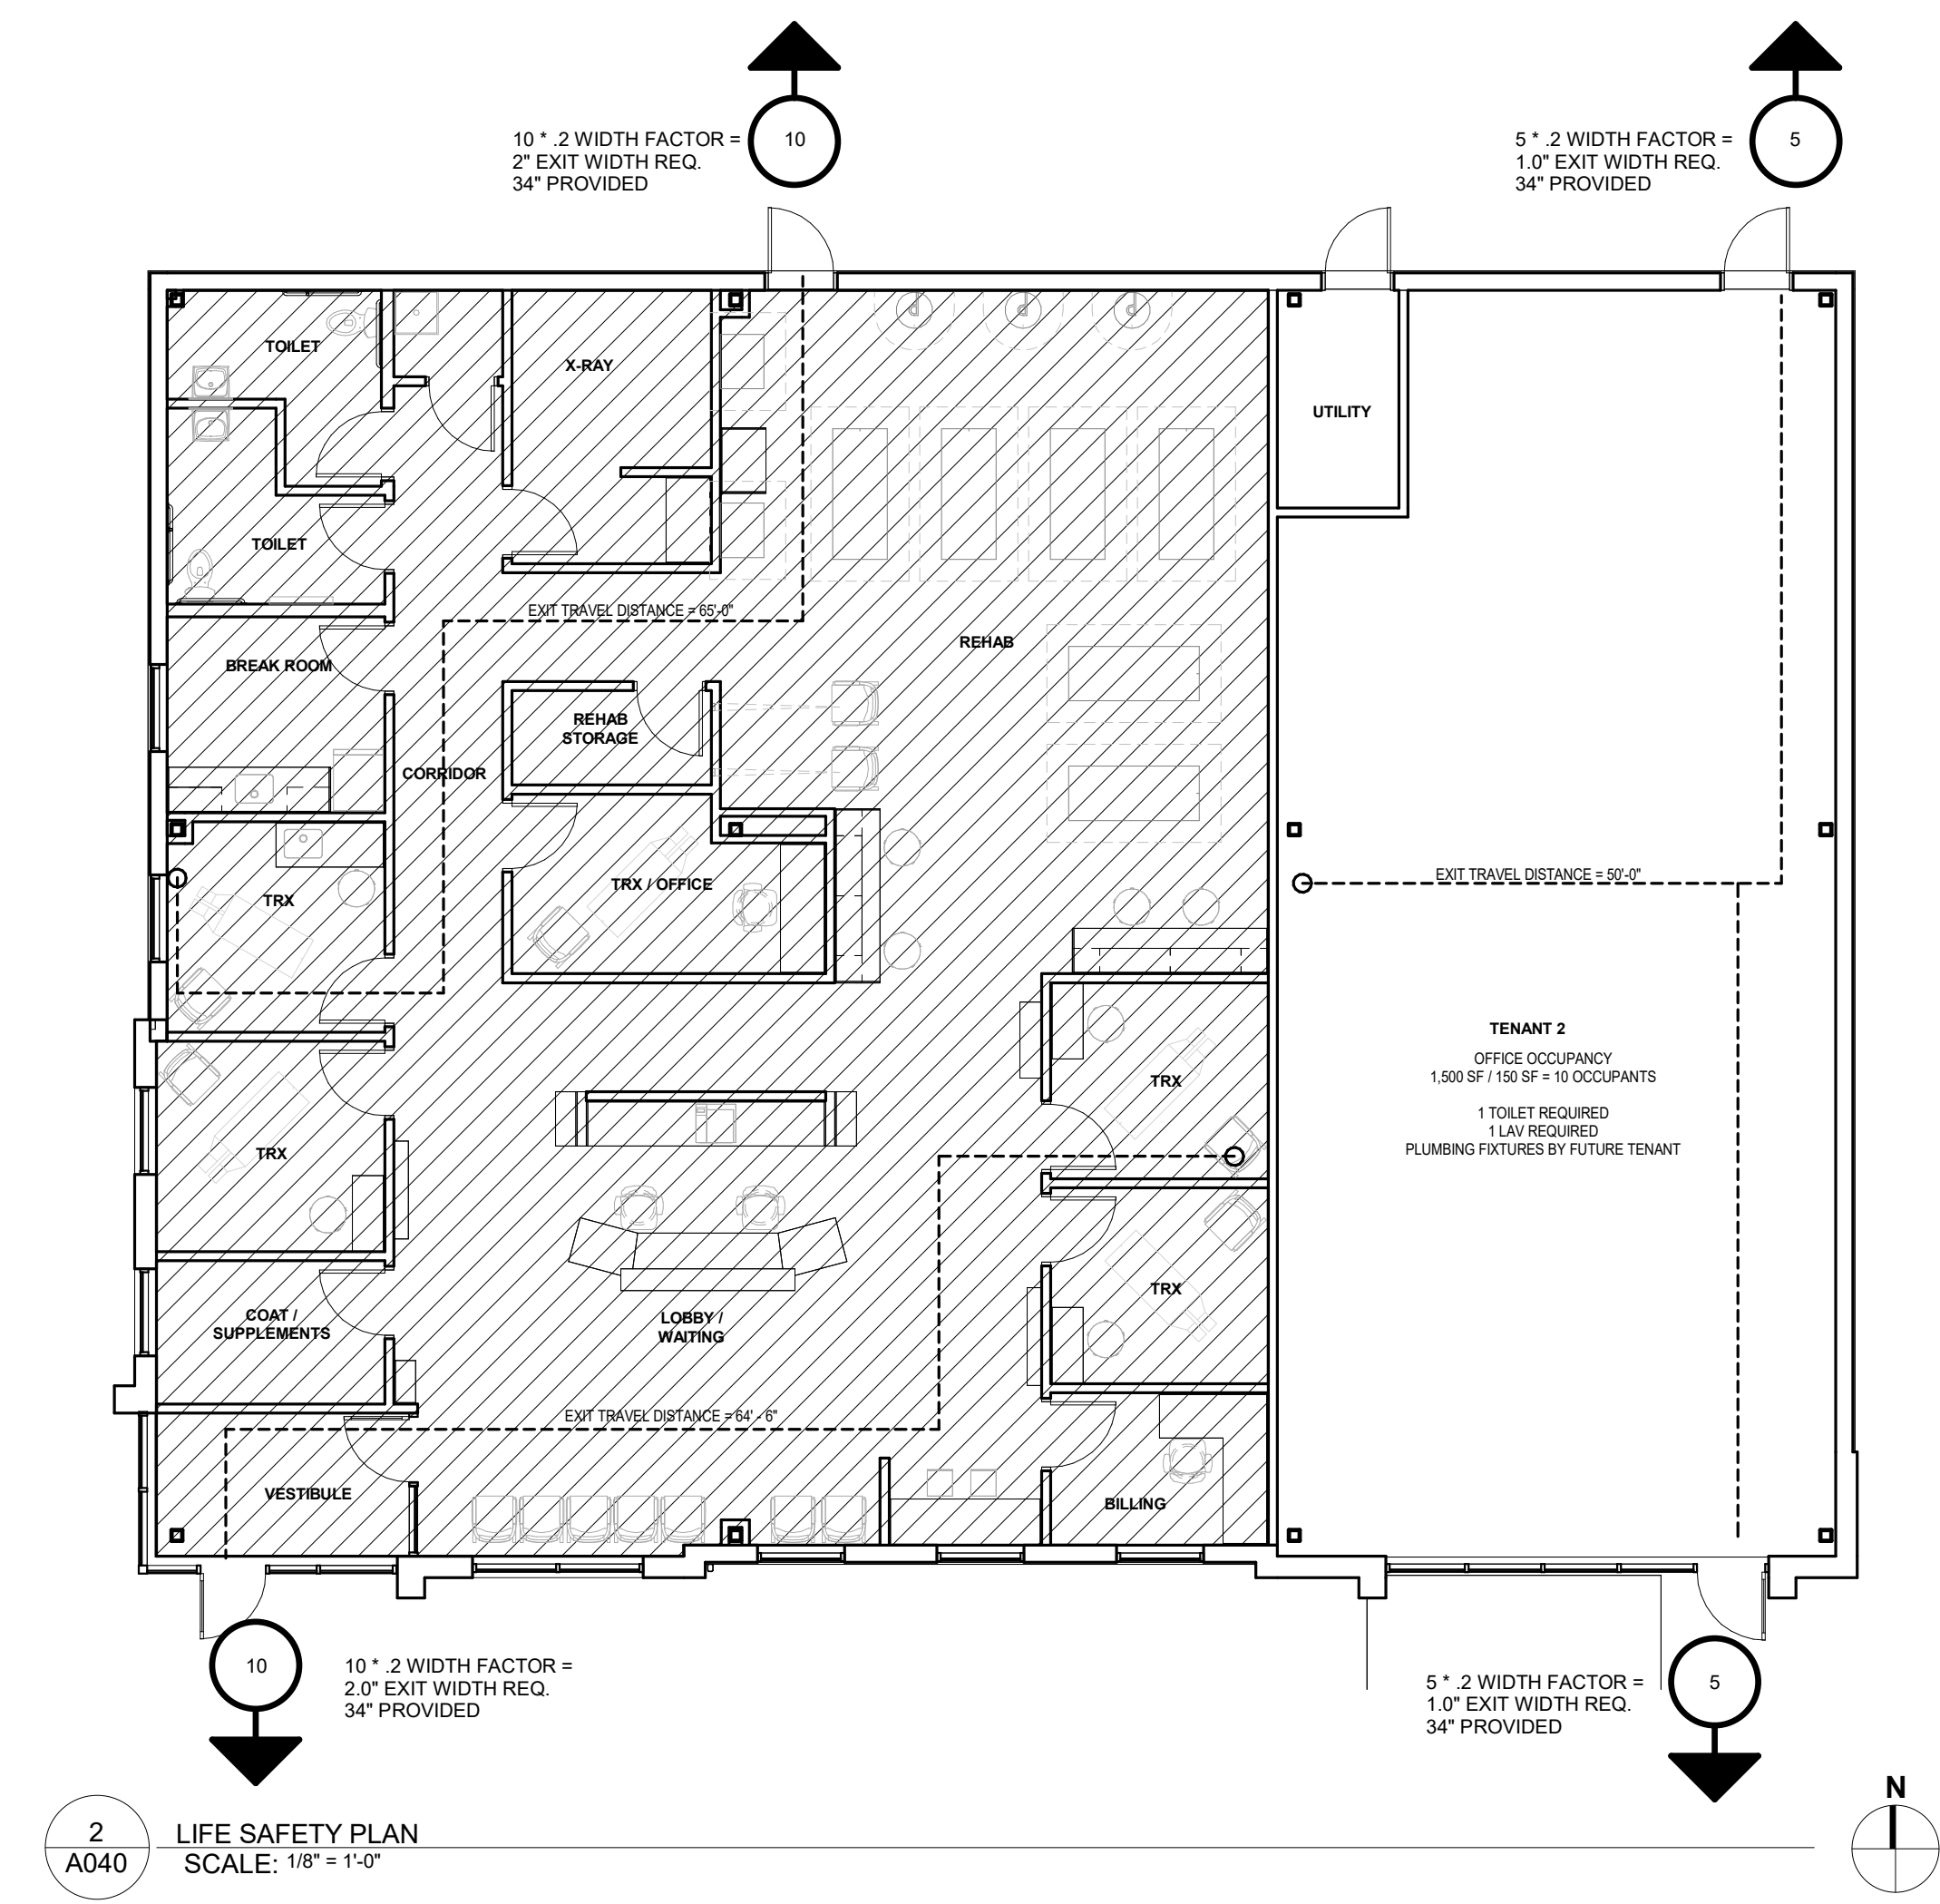 10 * .2 WIDTH FACTOR =
2" EXIT WIDTH REQ.
34" PROVIDED
10
5 * .2 WIDTH FACTOR =
1.0" EXIT WIDTH REQ.
34" PROVIDED
5
TOILET
X-RAY
UTILITY
TOILET
EXIT TRAVEL DISTANCE = 65'-0"
REHAB
BREAK ROOM
REHAB
STORAGE
CORRIDOR
TRX
TRX / OFFICE
EXIT TRAVEL DISTANCE = 50'-0"
TENANT 2
OFFICE OCCUPANCY
1,500 SF / 150 SF = 10 OCCUPANTS
1 TOILET REQUIRED
1 LAV REQUIRED
PLUMBING FIXTURES BY FUTURE TENANT
TRX
TRX
TRX
COAT /
SUPPLEMENTS
LOBBY /
WAITING
EXIT TRAVEL DISTANCE = 64' - 6"
VESTIBULE
BILLING
10
10 * .2 WIDTH FACTOR =
2.0" EXIT WIDTH REQ.
34" PROVIDED
5 * .2 WIDTH FACTOR =
1.0" EXIT WIDTH REQ.
34" PROVIDED
5
N
2
A040
LIFE SAFETY PLAN
SCALE: 1/8" = 1'-0"